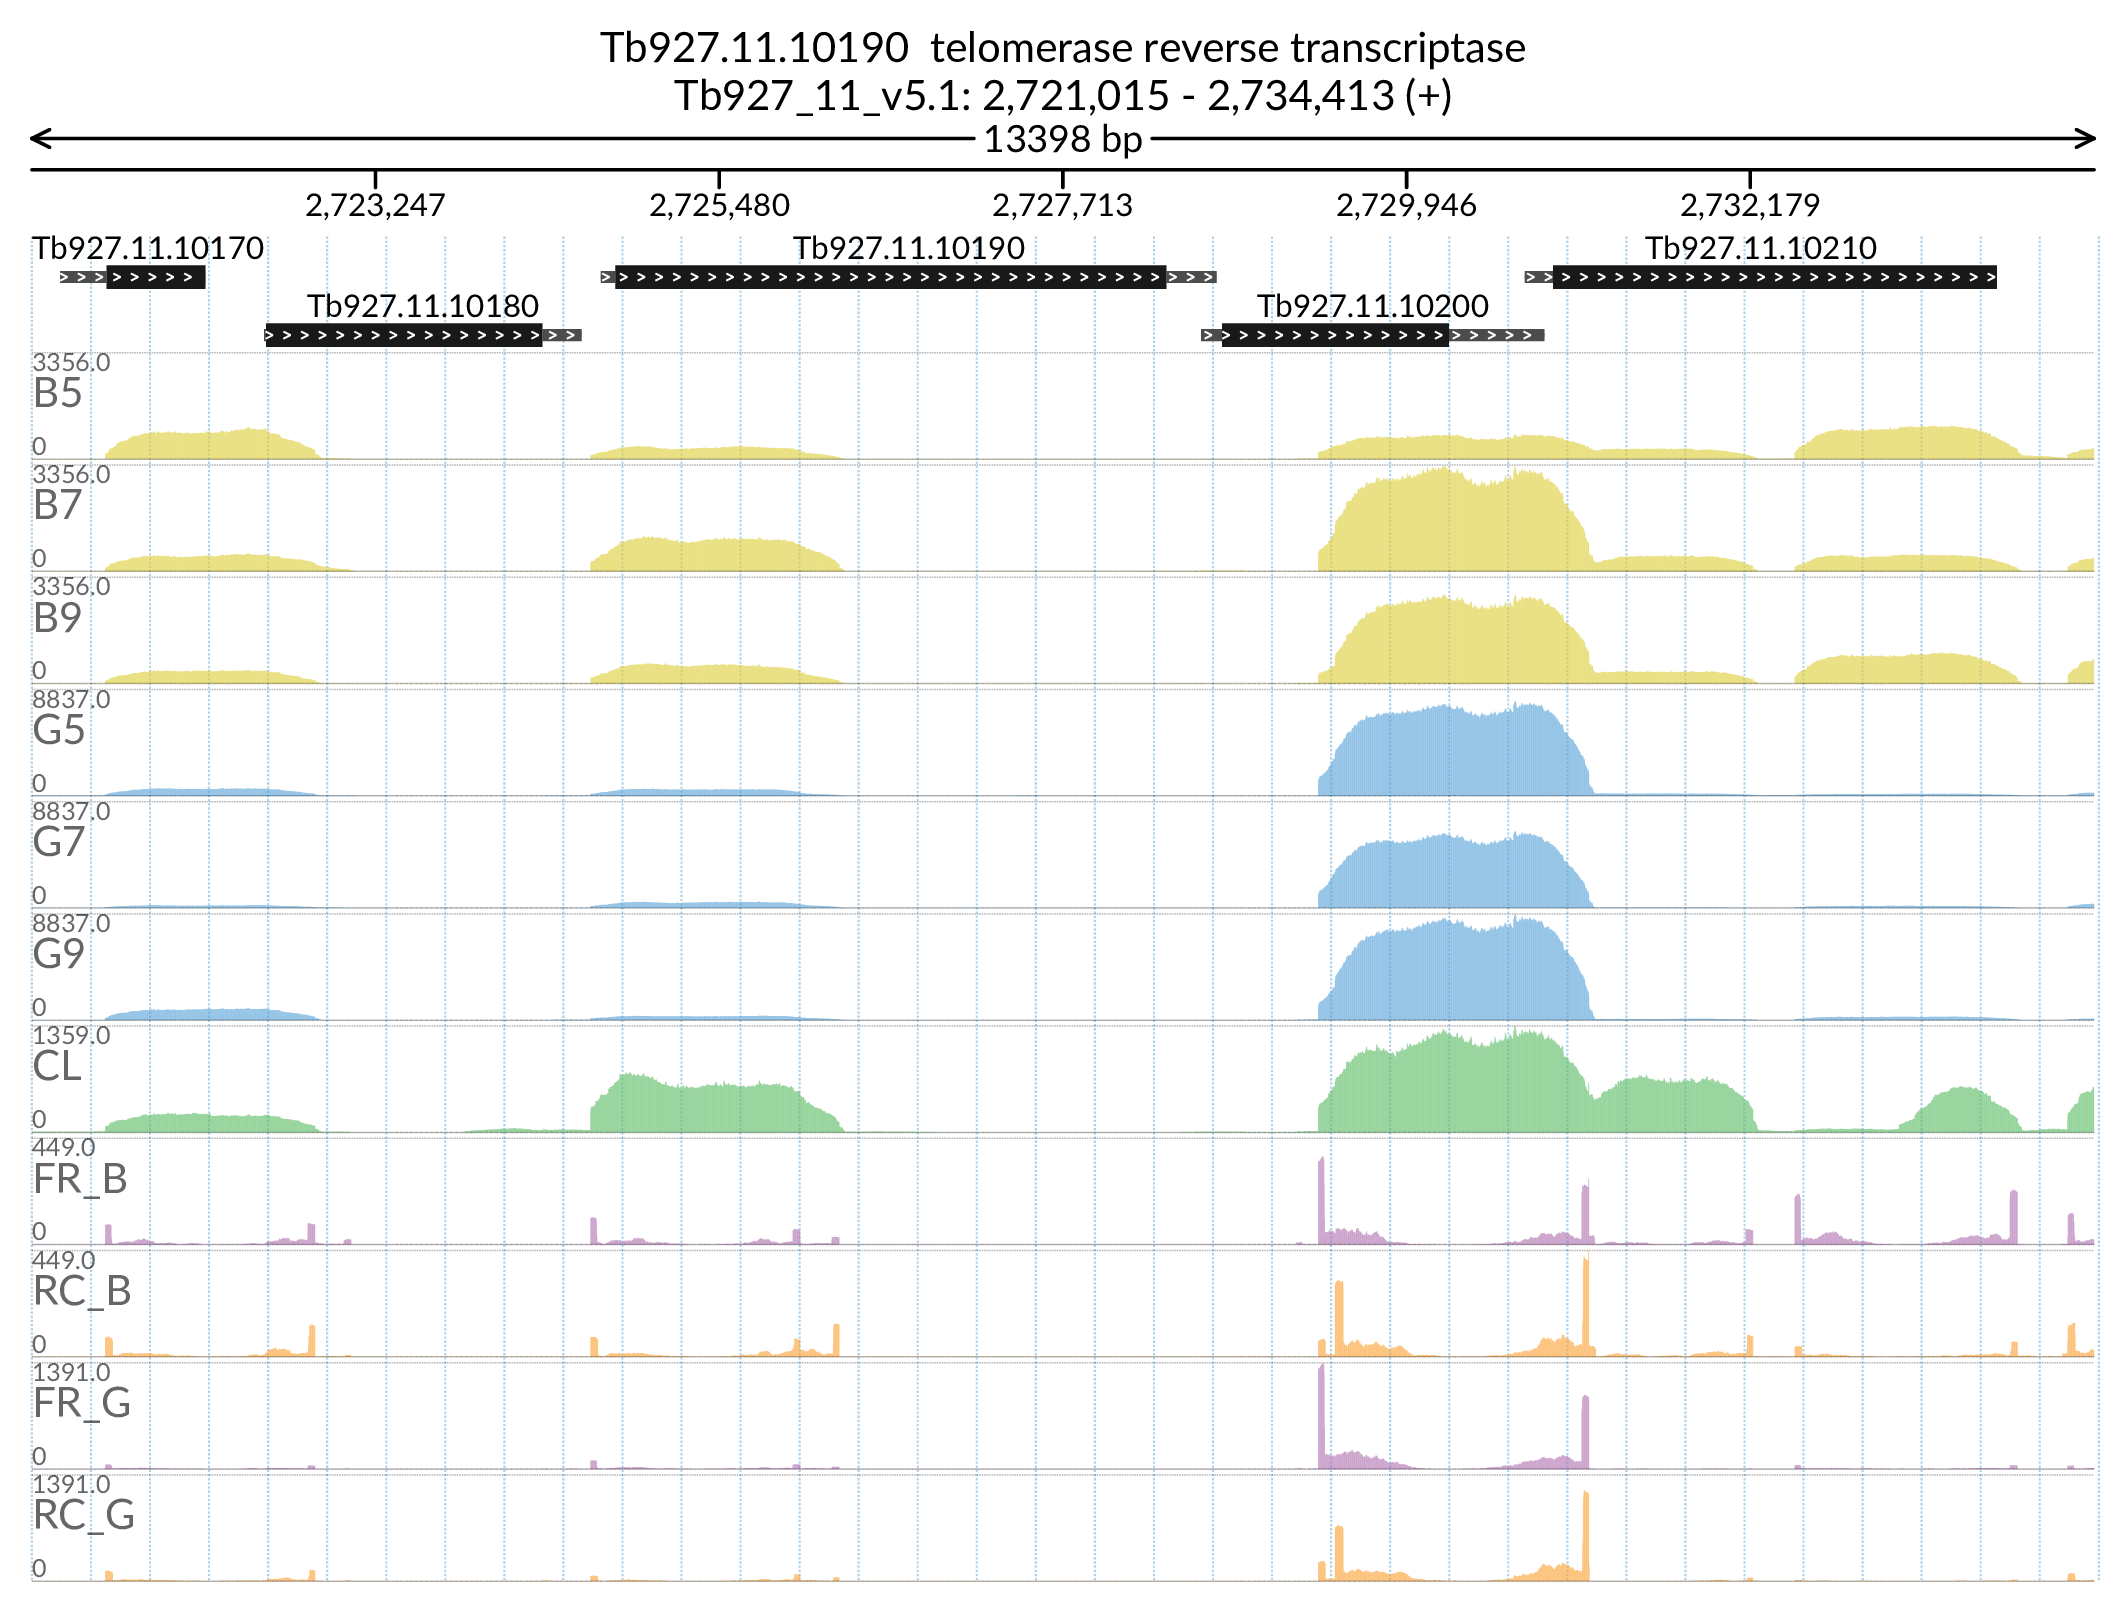 Tb927.11.10190  telomerase reverse transcriptase
Tb927_11_v5.1: 2,721,015 - 2,734,413 (+)
13398 bp
2,723,247 2,725,480 2,727,713 2,729,946 2,732,179
Tb927.11.10170 Tb927.11.10190 Tb927.11.10210
Tb927.11.10180 Tb927.11.10200
3356.0
B5
0
3356.0
B7
0
3356.0
B9
0
8837.0
G5
0
8837.0
G7
0
8837.0
G9
0
1359.0
CL
0
449.0
FR_B
0
449.0
RC_B
0
1391.0
FR_G
0
1391.0
RC_G
0